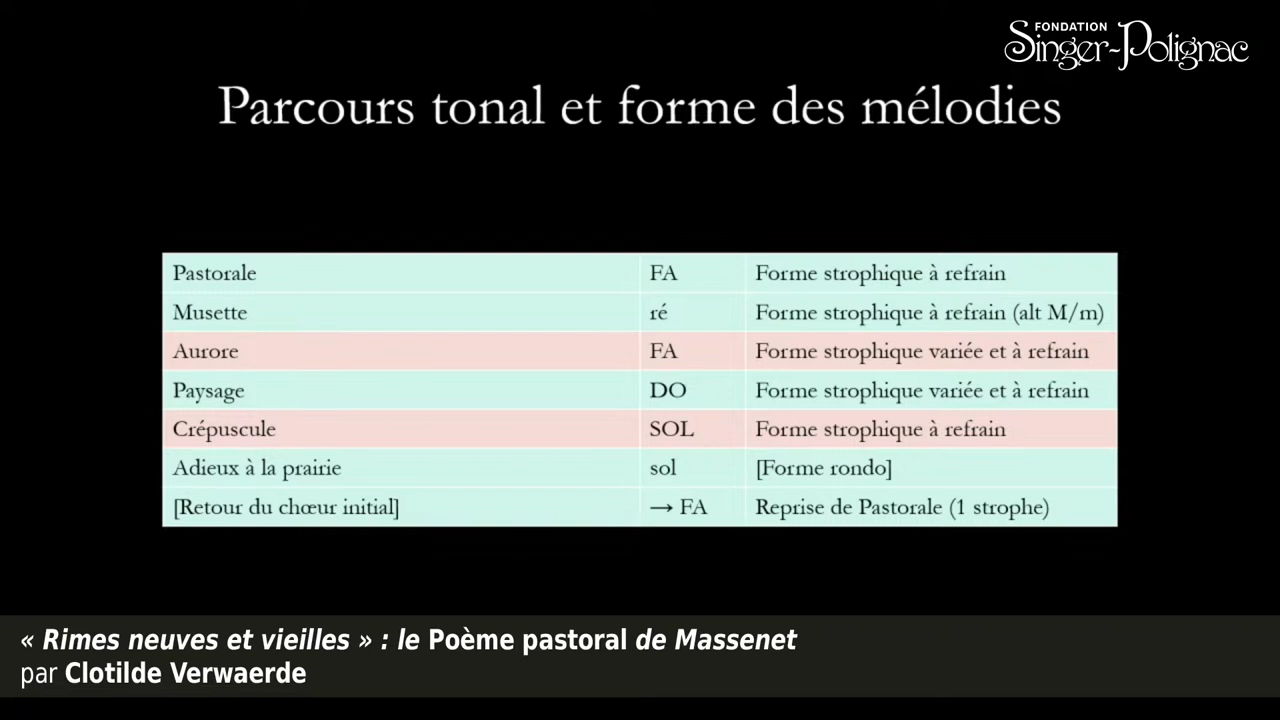 FONDATION
Singer-Polignac
Parcours tonal et forme des mélodies
Pastorale FA Forme strophique à refrain
Musette ré Forme strophique à refrain (alt M/m)
Aurore FA Forme strophique variée et à refrain
Paysage DO Forme strophique variée et à refrain
Crépuscule SOL Forme strophique à refrain
Adieux à la prairie sol [Forme rondo]
[Retour du chœur initial] → FA Reprise de Pastorale (1 strophe)
« Rimes neuves et vieilles » : le Poème pastoral de Massenet
par Clotilde Verwaerde